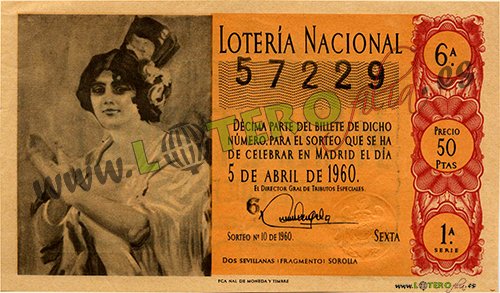 LOTERÍA NACIONAL
57229
DÉCIMA PARTE DEL BILLETE DE DICHO
NÚMERO PARA EL SORTEO QUE SE HA
DE CELEBRAR EN MADRID EL DÍA
5 DE ABRIL DE 1960.
EL DIRECTOR GRAL DE TRIBUTOS ESPECIALES.
6.
SORTEO Nº 10 DE 1960. SEXTA
DOS SEVILLANAS (FRAGMENTO) SOROLLA
FCA NAL DE MONEDA Y TIMBRE
6ª
PRECIO
50
PTAS
1ª
SERIE
www.LOTEROfilia.es
www.LOTEROfilia.es